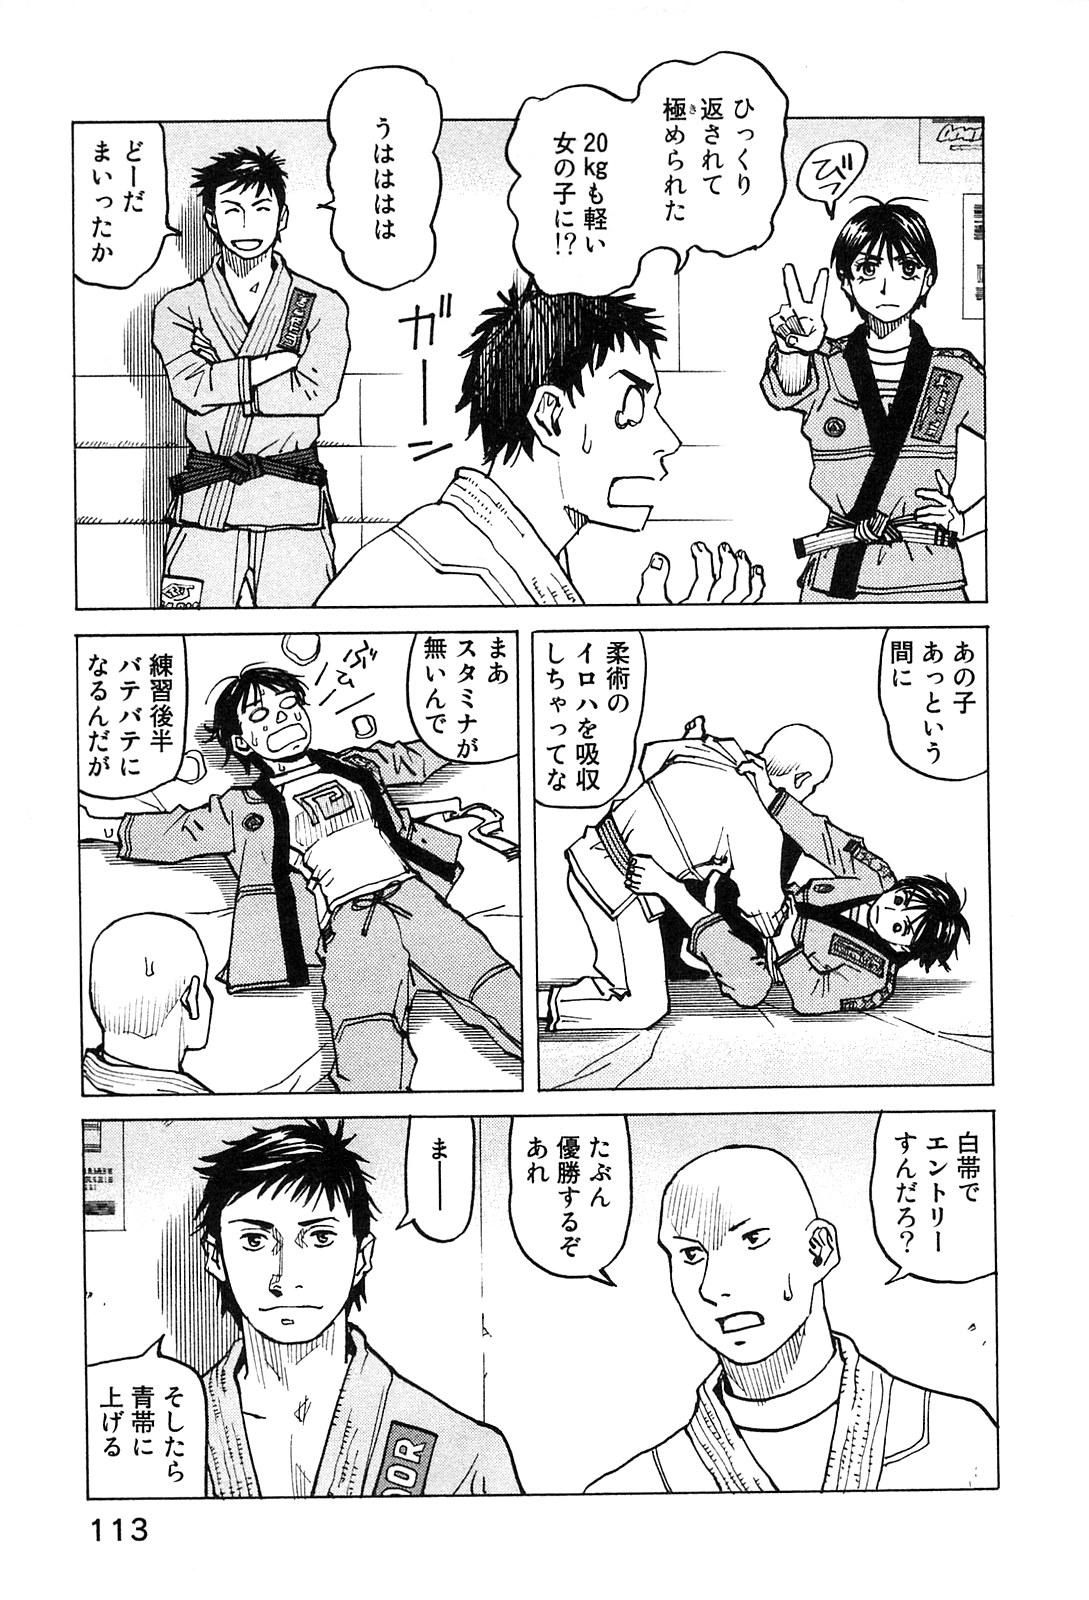 ひっくり
返されて
極められた
き
20kgも軽い
女の子に!?
ビッ
うはははは
どーだ
まいったか
ガーン
あの子
あっという
間に
柔術の
イロハを吸収
しちゃってな
まあ
スタミナが
無いんで
ぶひー
練習後半
バテバテに
なるんだが
白帯で
エントリー
すんだろ?
たぶん
優勝するぞ
あれ
まー
そしたら
青帯に
上げる
113